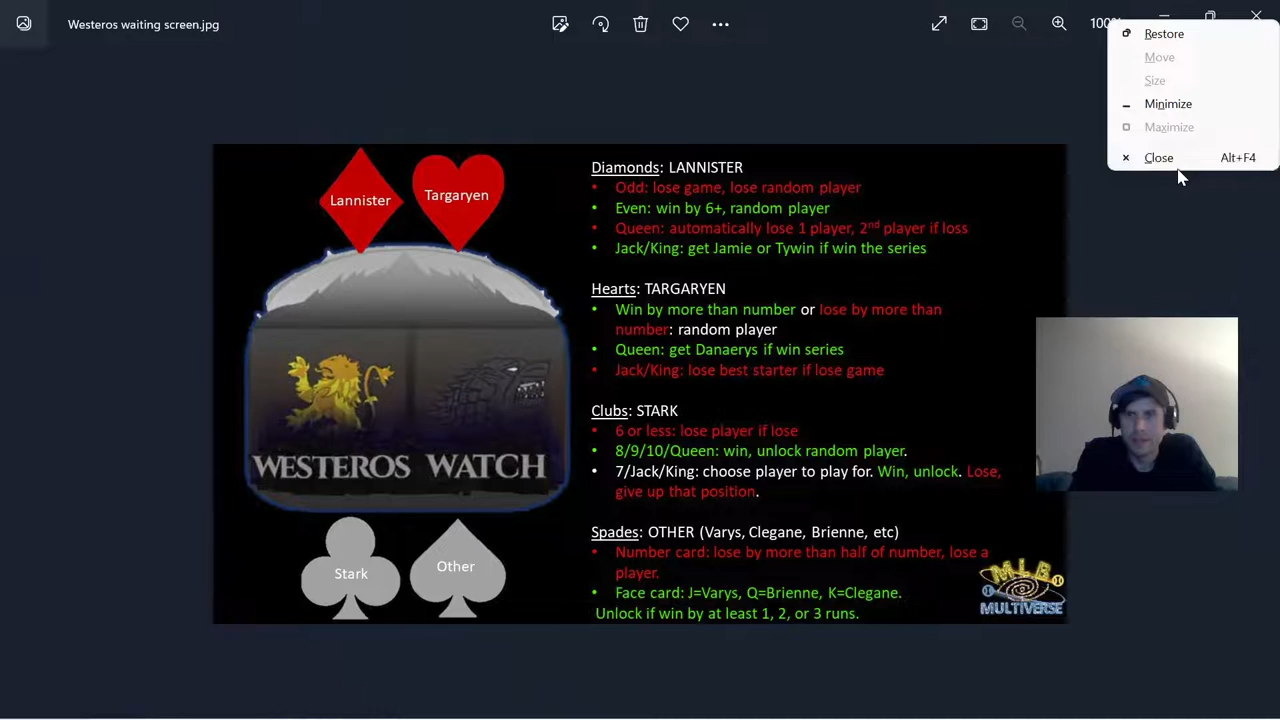 Westeros waiting screen.jpg
100%
Restore
Move
Size
Minimize
Maximize
Close Alt+F4
Lannister
Targaryen
WESTEROS WATCH
Stark
Other
Diamonds: LANNISTER
• Odd: lose game, lose random player
• Even: win by 6+, random player
• Queen: automatically lose 1 player, 2nd player if loss
• Jack/King: get Jamie or Tywin if win the series
Hearts: TARGARYEN
• Win by more than number or lose by more than
number: random player
• Queen: get Danaerys if win series
• Jack/King: lose best starter if lose game
Clubs: STARK
• 6 or less: lose player if lose
• 8/9/10/Queen: win, unlock random player.
• 7/Jack/King: choose player to play for. Win, unlock. Lose,
give up that position.
Spades: OTHER (Varys, Clegane, Brienne, etc)
• Number card: lose by more than half of number, lose a
player.
• Face card: J=Varys, Q=Brienne, K=Clegane.
Unlock if win by at least 1, 2, or 3 runs.
MLB
MULTIVERSE